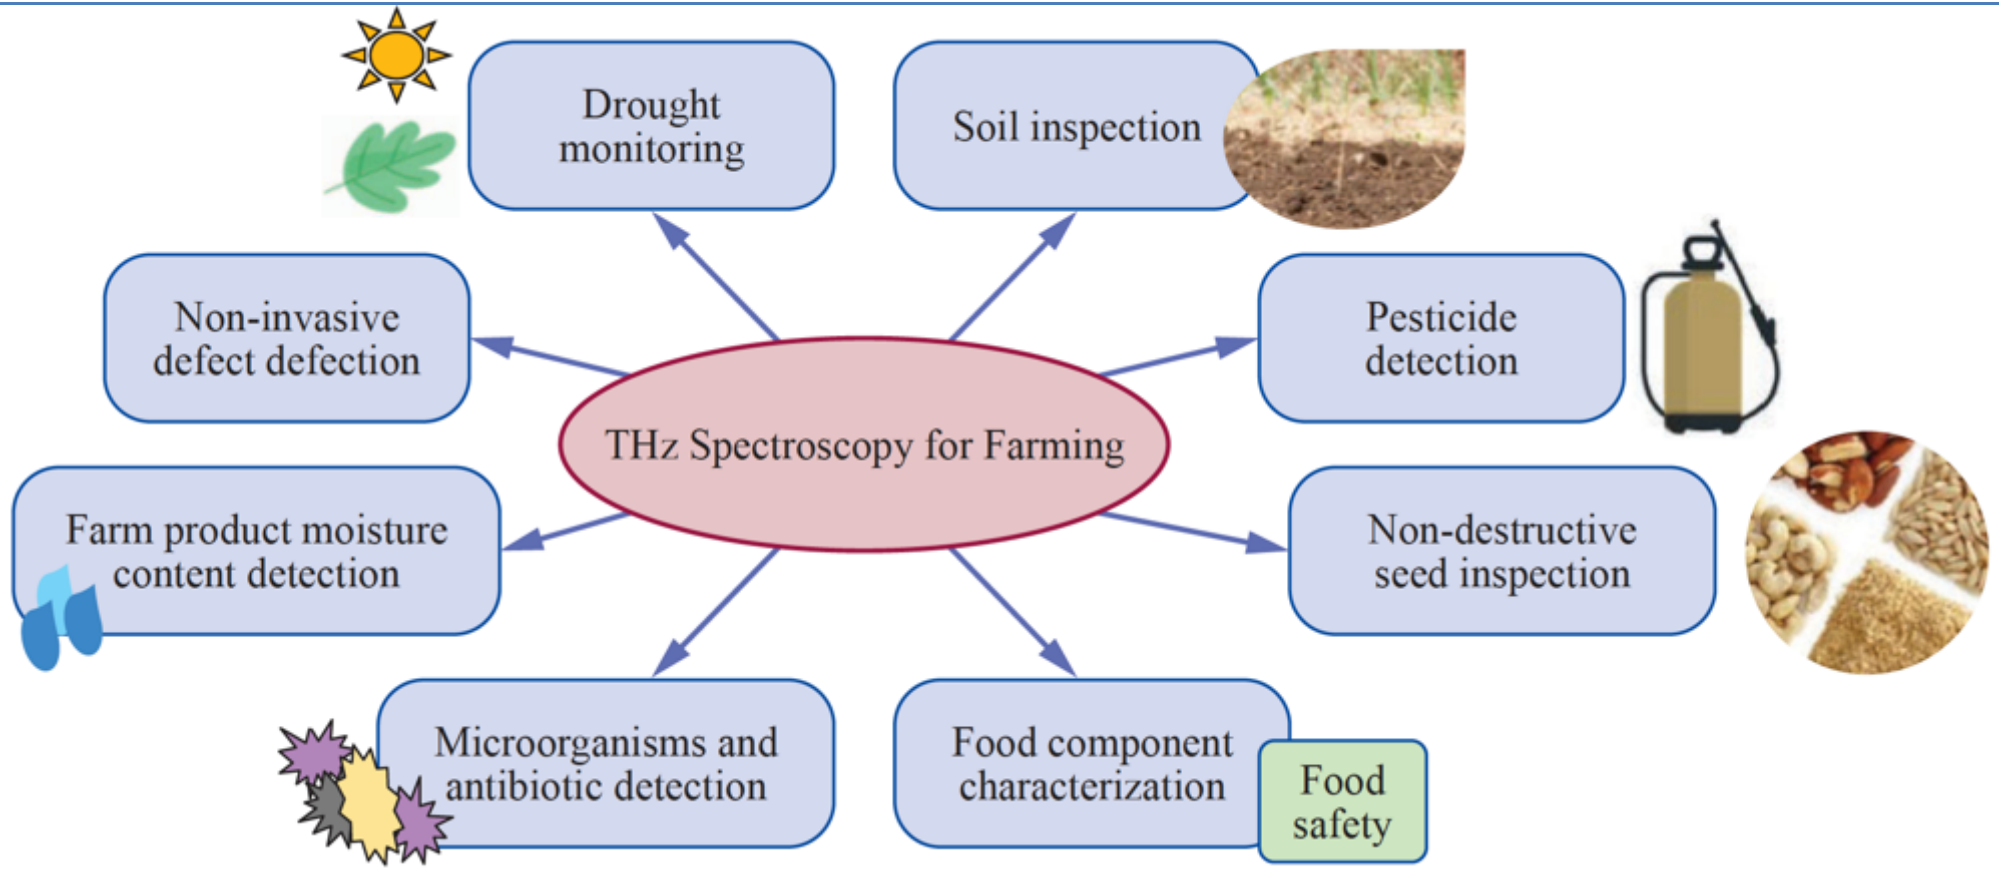 Drought
monitoring
Soil inspection
Non-invasive
defect defection
Pesticide
detection
THz Spectroscopy for Farming
Farm product moisture
content detection
Non-destructive
seed inspection
Microorganisms and
antibiotic detection
Food component
characterization
Food
safety